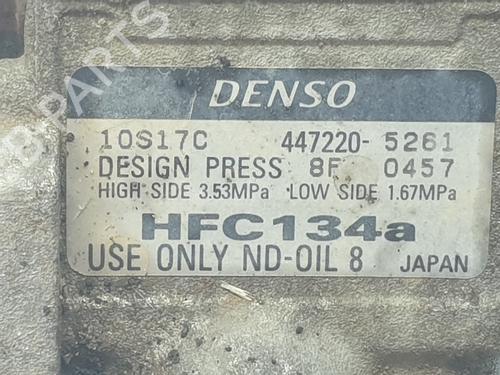 DENSO
10S17C 447220- 5261
DESIGN PRESS 8F 0457
HIGH SIDE 3.53MPa LOW SIDE 1.67MPa
HFC134a
USE ONLY ND-OIL 8 JAPAN